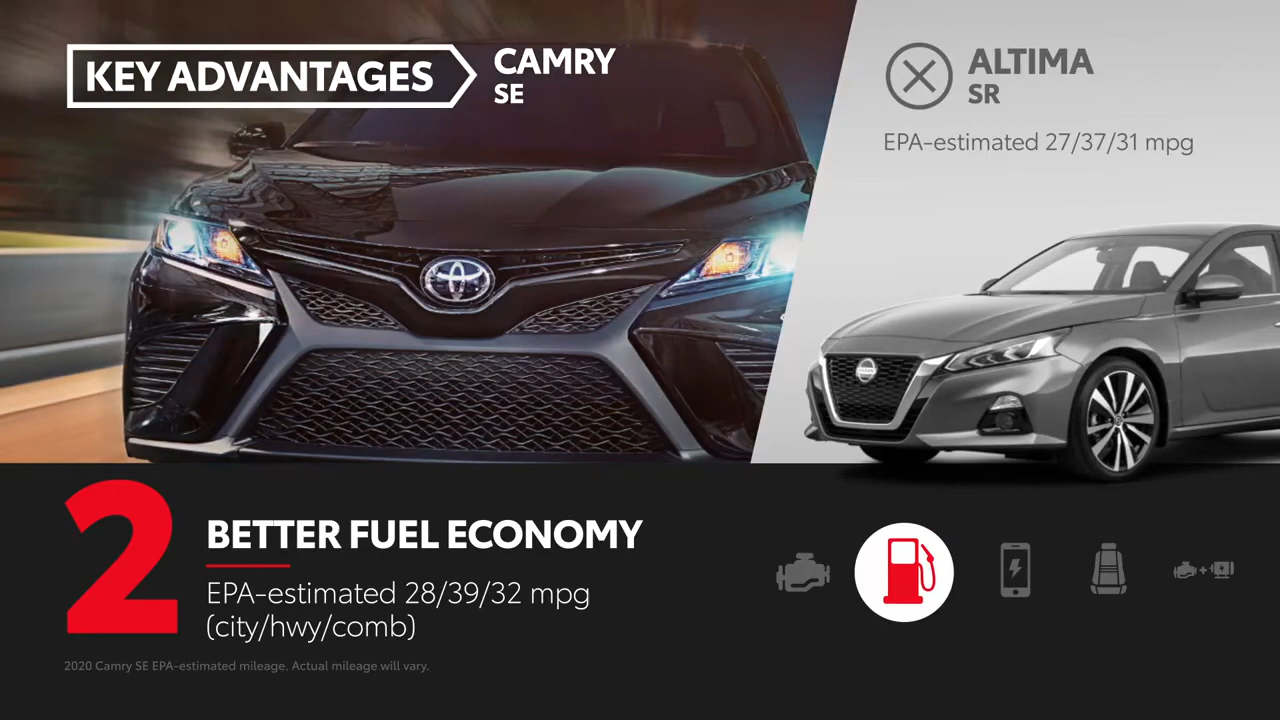 KEY ADVANTAGES
CAMRY
SE
ALTIMA
SR
EPA-estimated 27/37/31 mpg
2
BETTER FUEL ECONOMY
EPA-estimated 28/39/32 mpg
(city/hwy/comb)
2020 Camry SE EPA-estimated mileage. Actual mileage will vary.